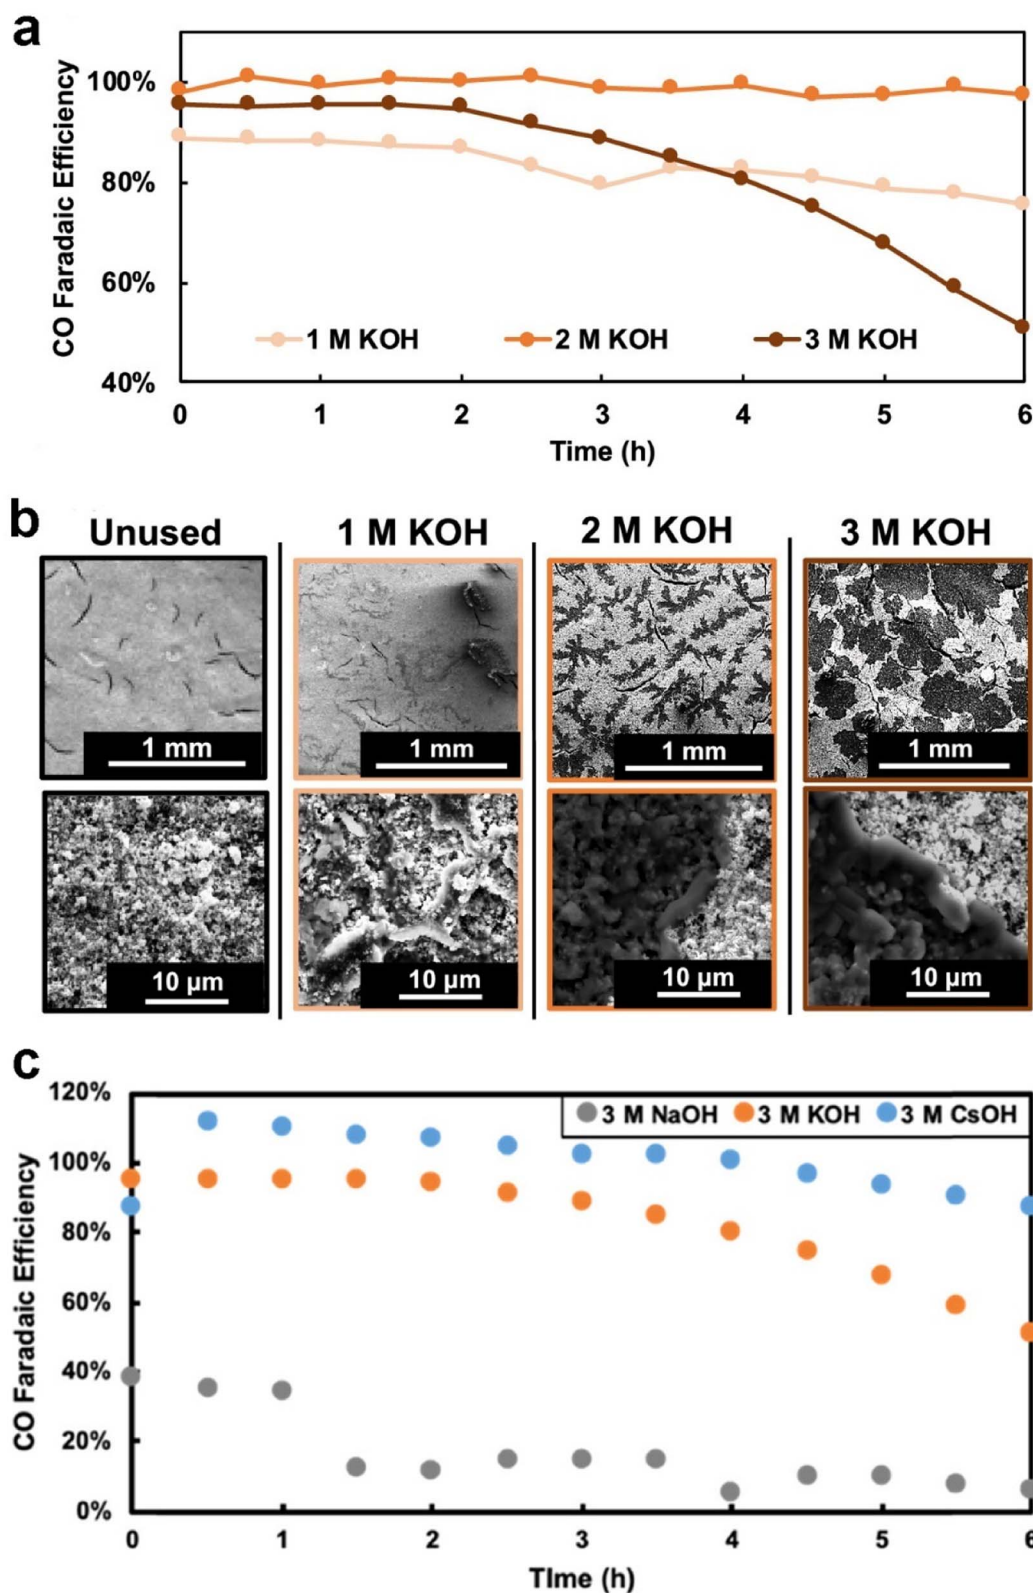 a
CO Faradaic Efficiency
100%
80%
60%
40%
1 M KOH 2 M KOH 3 M KOH
0 1 2 3 4 5 6
Time (h)
b
Unused 1 M KOH 2 M KOH 3 M KOH
1 mm 1 mm 1 mm 1 mm
10 μm 10 μm 10 μm 10 μm
c
CO Faradaic Efficiency
120%
100%
80%
60%
40%
20%
0%
3 M NaOH 3 M KOH 3 M CsOH
0 1 2 3 4 5 6
TIme (h)